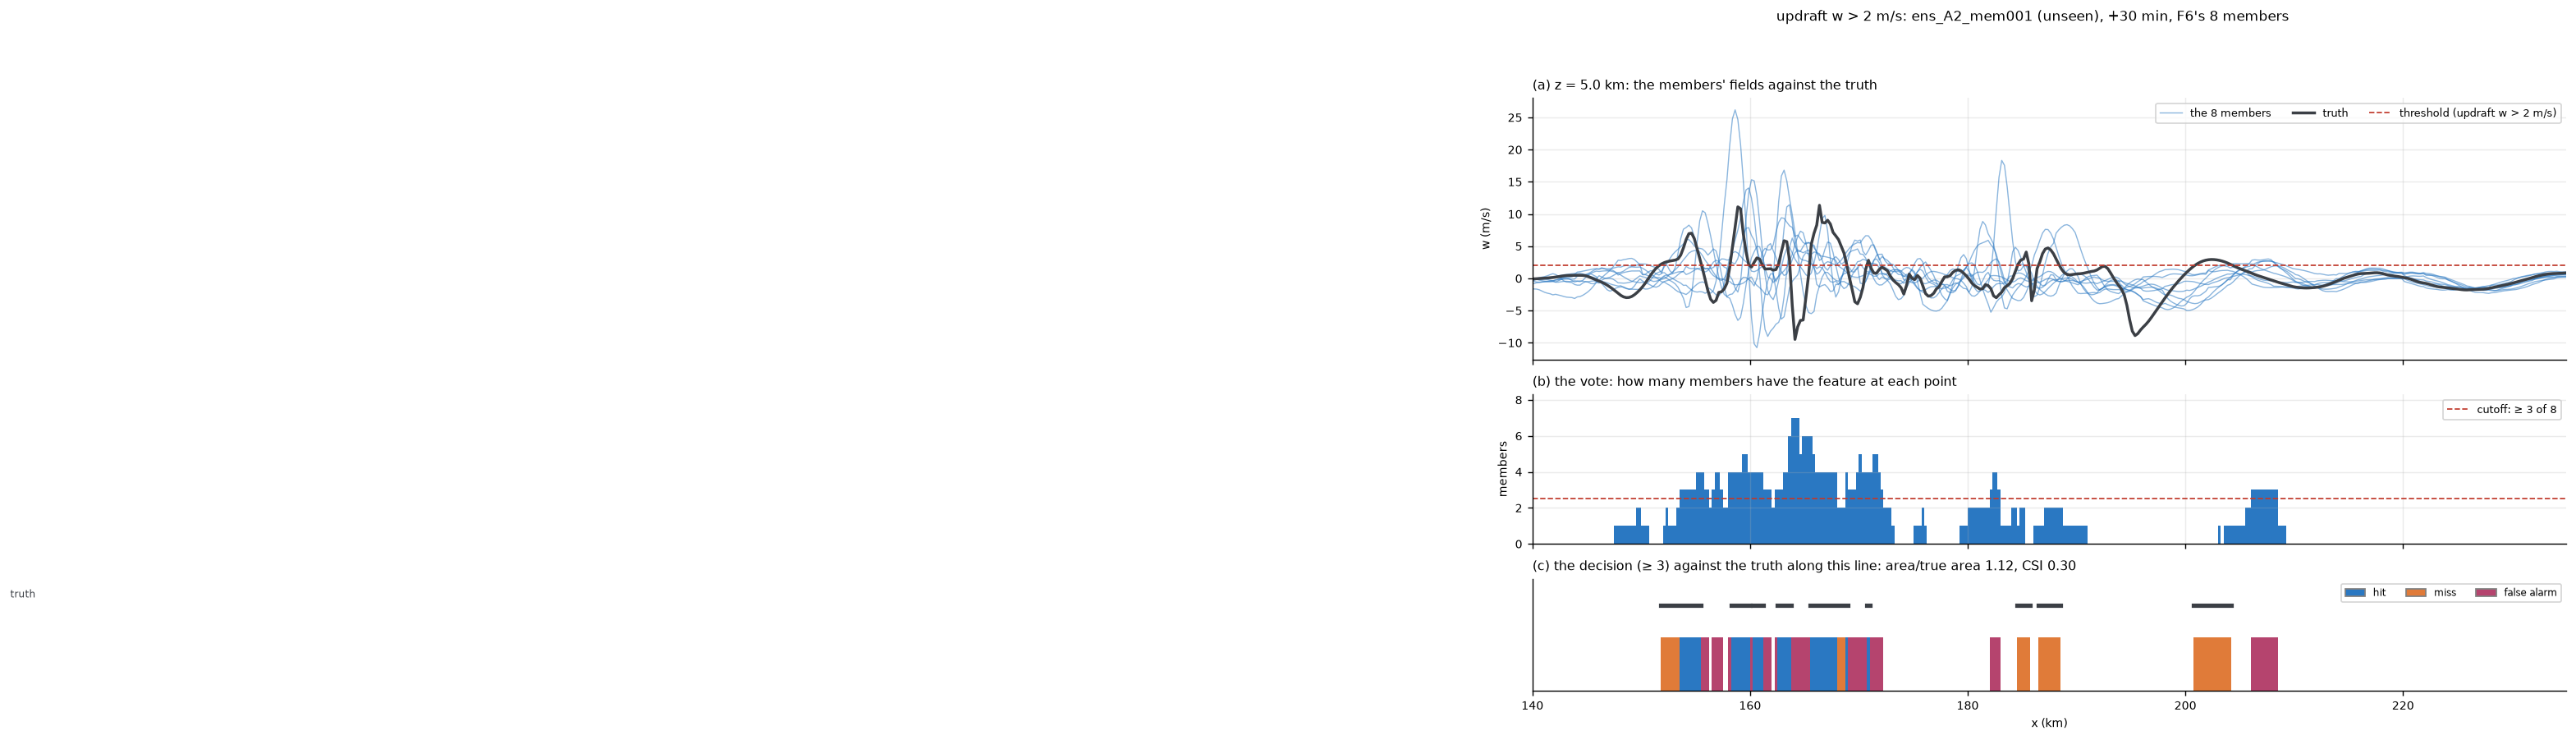 updraft w > 2 m/s: ens_A2_mem001 (unseen), +30 min, F6's 8 members
(a) z = 5.0 km: the members' fields against the truth
the 8 members
truth
threshold (updraft w > 2 m/s)
25
20
15
10
5
0
−5
−10
w (m/s)
(b) the vote: how many members have the feature at each point
cutoff: ≥ 3 of 8
8
6
4
2
0
members
(c) the decision (≥ 3) against the truth along this line: area/true area 1.12, CSI 0.30
truth
hit
miss
false alarm
140
160
180
200
220
x (km)